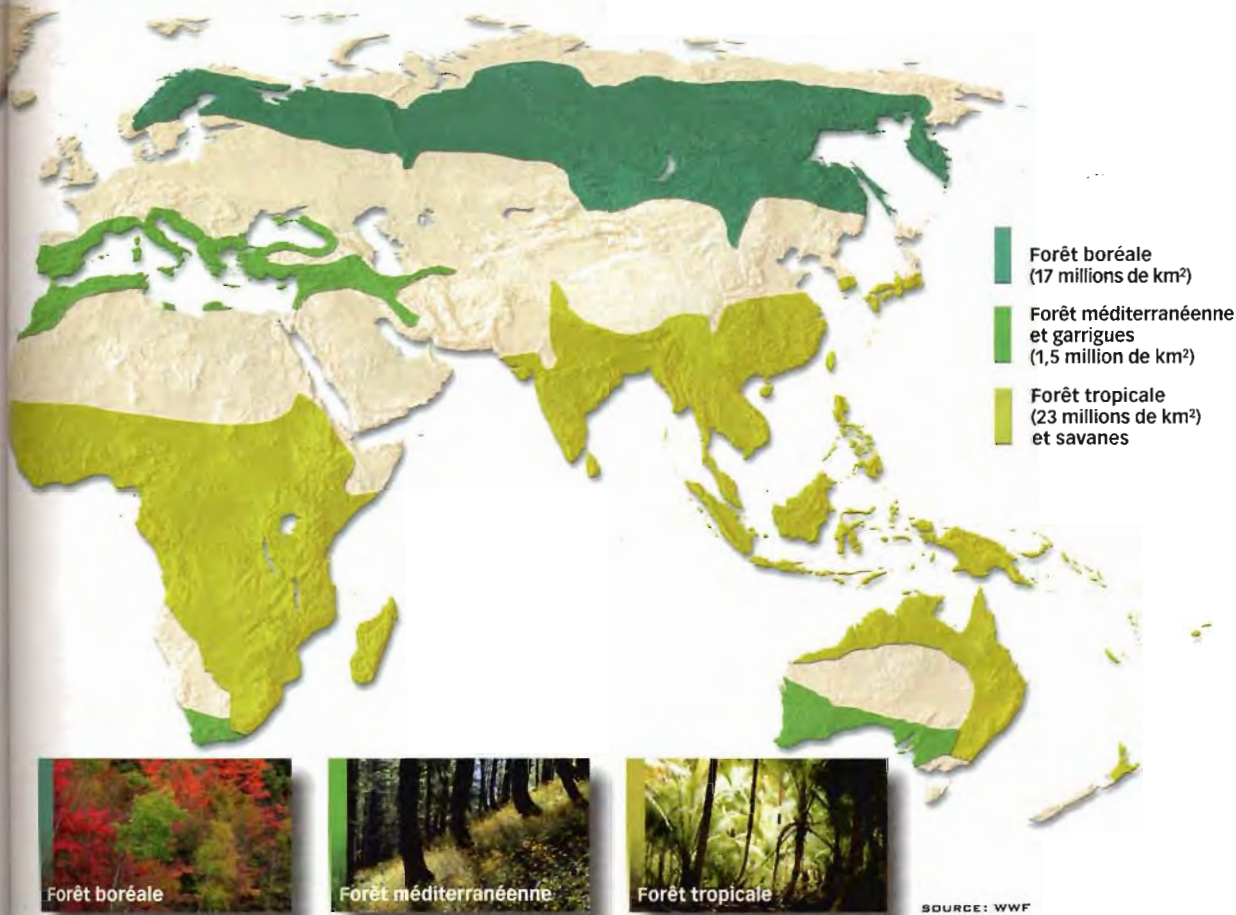 Forêt boréale
(17 millions de km²)
Forêt méditerranéenne
et garrigues
(1,5 million de km²)
Forêt tropicale
(23 millions de km²)
et savanes
Forêt boréale
Forêt méditerranéenne
Forêt tropicale
SOURCE: WWF